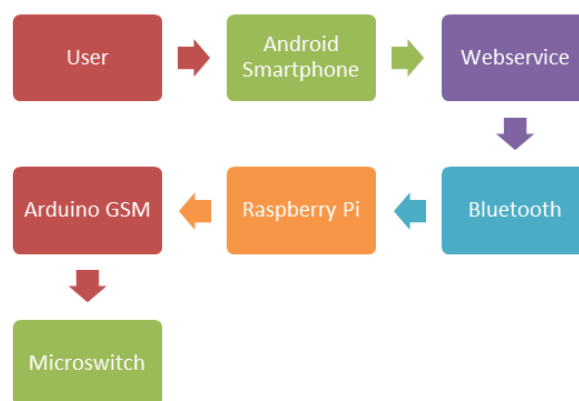 User
Android
Smartphone
Webservice
Arduino GSM
Raspberry Pi
Bluetooth
Microswitch